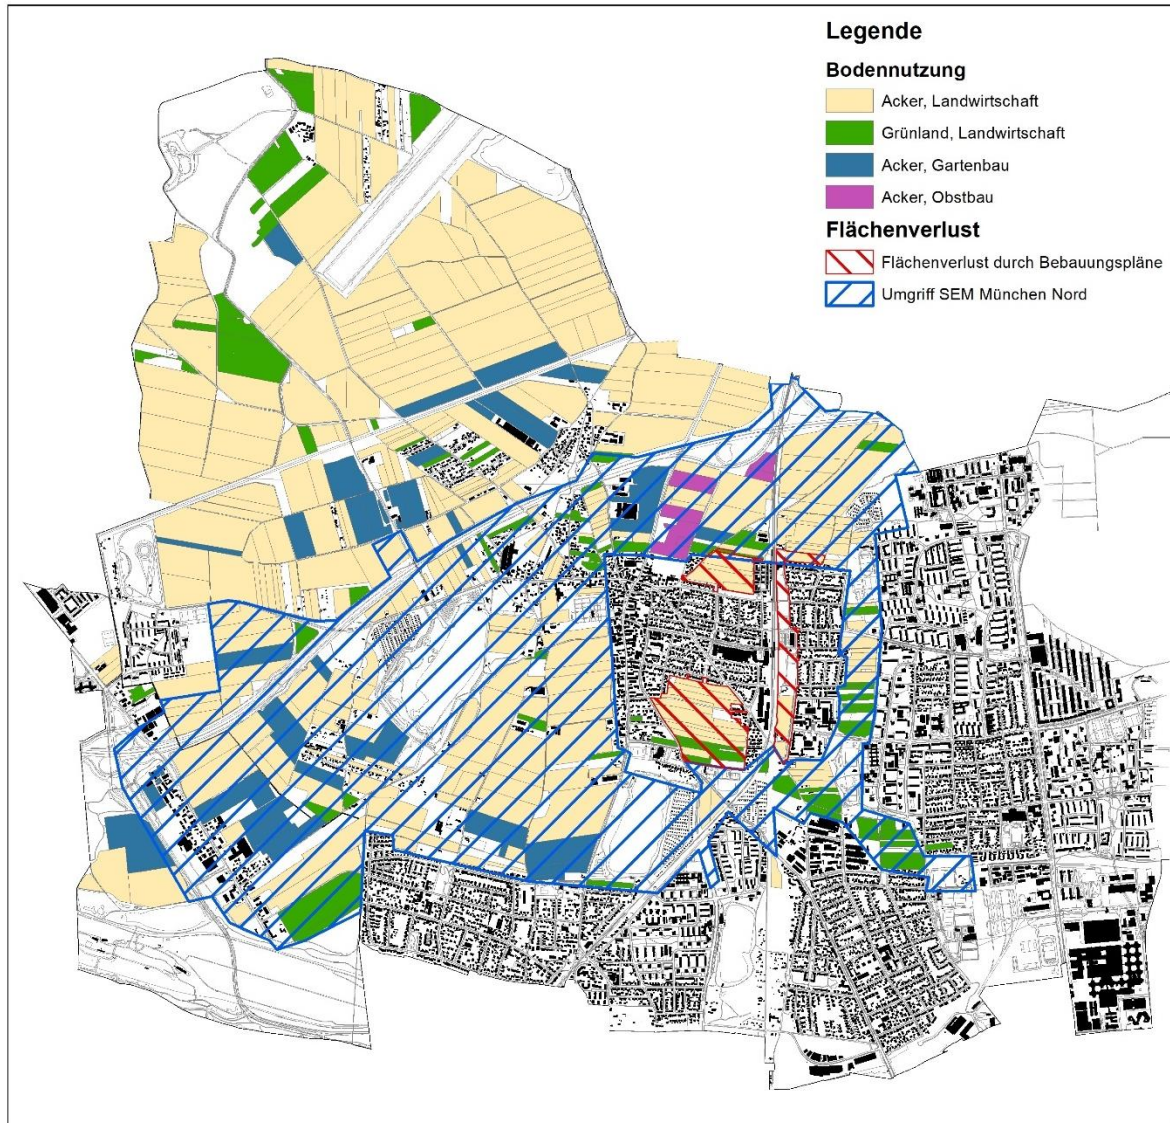 Legende
Bodennutzung
Acker, Landwirtschaft
Grünland, Landwirtschaft
Acker, Gartenbau
Acker, Obstbau
Flächenverlust
Flächenverlust durch Bebauungspläne
Umgriff SEM München Nord